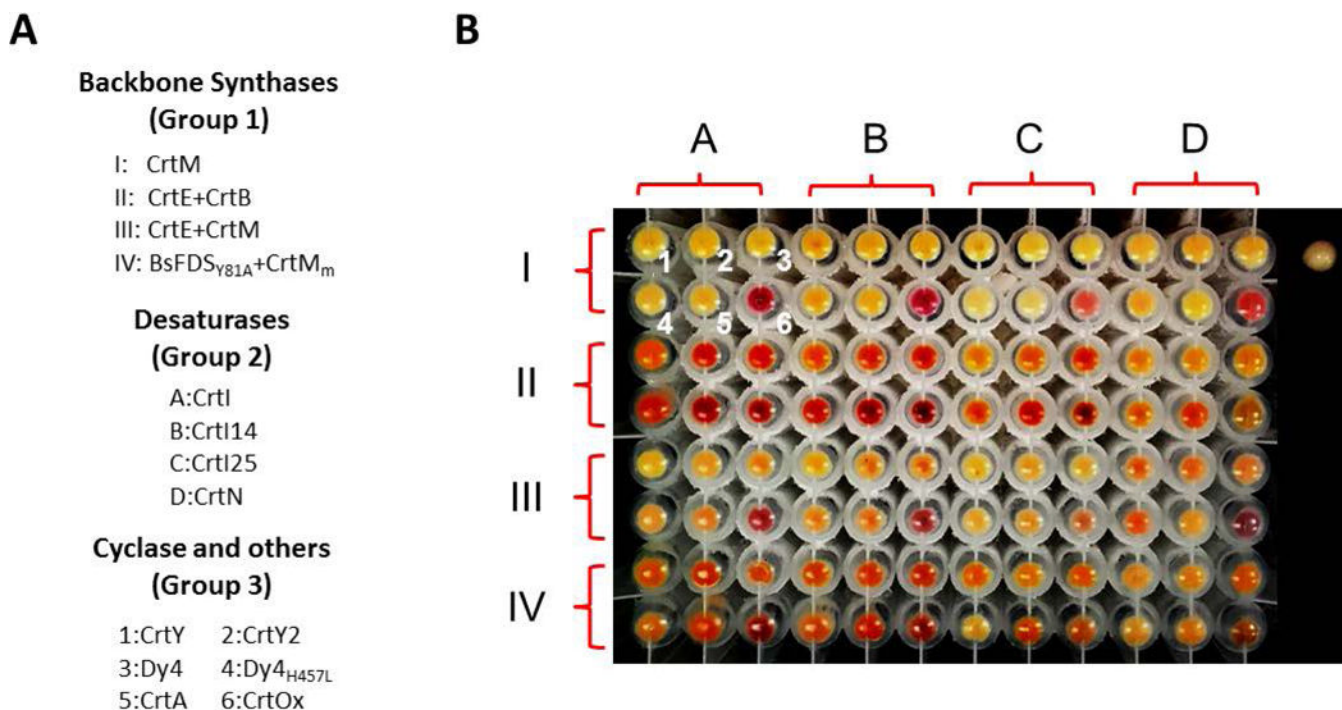 A
Backbone Synthases
(Group 1)
I: CrtM
II: CrtE+CrtB
III: CrtE+CrtM
IV: BsFDSY81A+CrtMm
Desaturases
(Group 2)
A:CrtI
B:CrtI14
C:CrtI25
D:CrtN
Cyclase and others
(Group 3)
1:CrtY 2:CrtY2
3:Dy4 4:Dy4H457L
5:CrtA 6:CrtOx
B
A B C D
I
1 2 3
4 5 6
II
III
IV